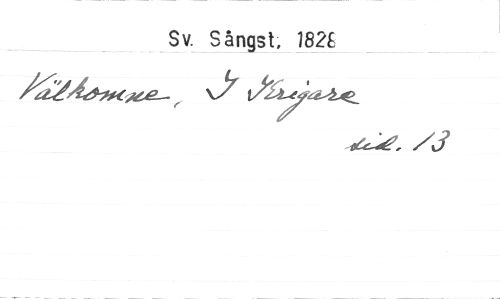 Sv. Sångst; 1828
Välkomne, I Krigare
sid. 13